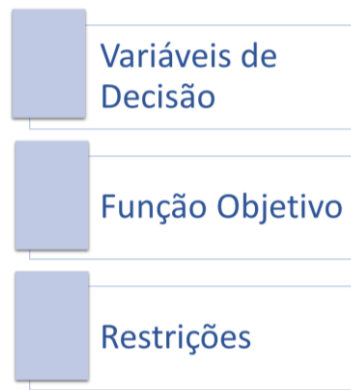 Variáveis de
Decisão
Função Objetivo
Restrições